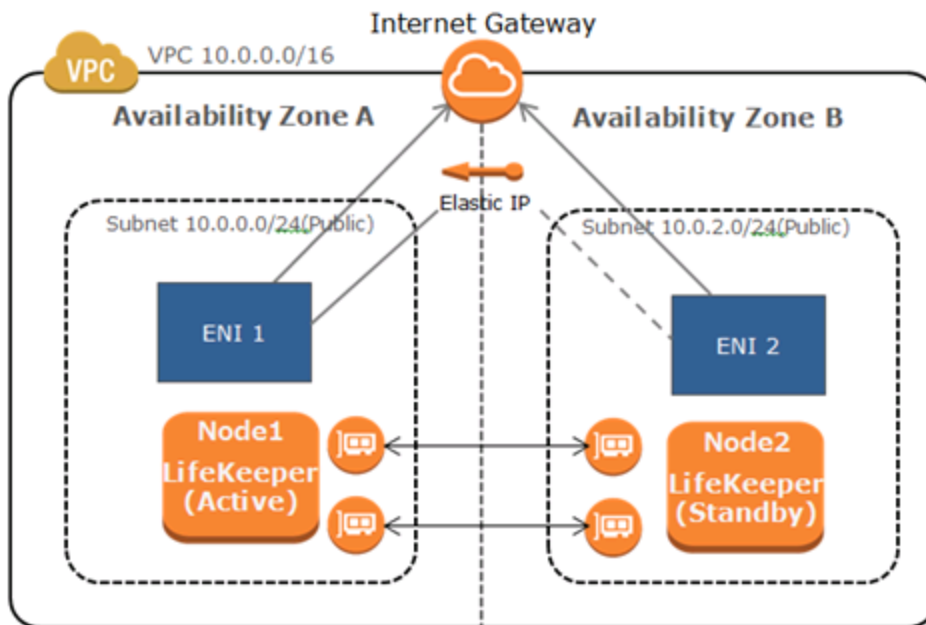 Internet Gateway
VPC
VPC 10.0.0.0/16
Availability Zone A
Availability Zone B
Elastic IP
Subnet 10.0.0.0/24(Public)
Subnet 10.0.2.0/24(Public)
ENI 1
ENI 2
Node1
LifeKeeper
(Active)
Node2
LifeKeeper
(Standby)